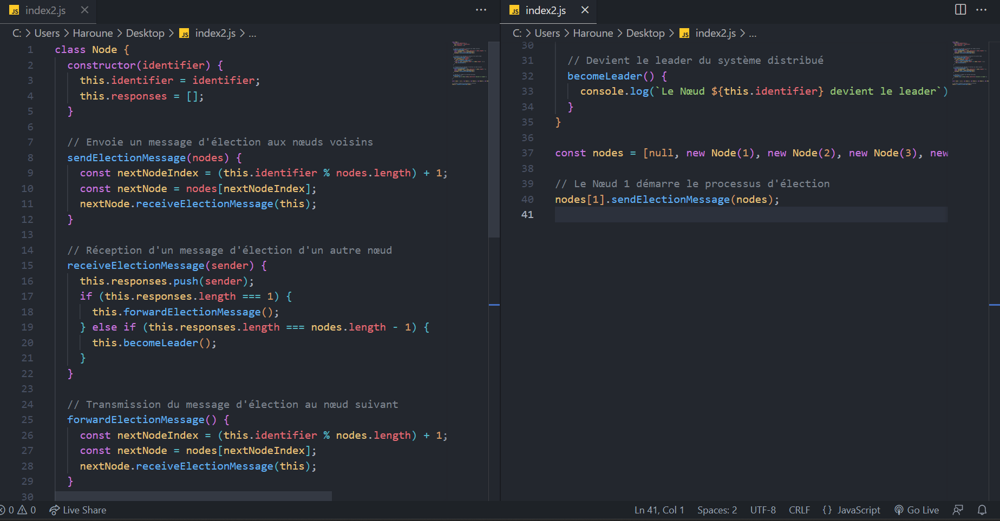 JS index2.js
C: > Users > Haroune > Desktop > JS index2.js > ...
1 class Node {
2 constructor(identifier) {
3 this.identifier = identifier;
4 this.responses = [];
5 }
6
7 // Envoie un message d'élection aux nœuds voisins
8 sendElectionMessage(nodes) {
9 const nextNodeIndex = (this.identifier % nodes.length) + 1;
10 const nextNode = nodes[nextNodeIndex];
11 nextNode.receiveElectionMessage(this);
12 }
13
14 // Réception d'un message d'élection d'un autre nœud
15 receiveElectionMessage(sender) {
16 this.responses.push(sender);
17 if (this.responses.length === 1) {
18 this.forwardElectionMessage();
19 } else if (this.responses.length === nodes.length - 1) {
20 this.becomeLeader();
21 }
22 }
23
24 // Transmission du message d'élection au nœud suivant
25 forwardElectionMessage() {
26 const nextNodeIndex = (this.identifier % nodes.length) + 1;
27 const nextNode = nodes[nextNodeIndex];
28 nextNode.receiveElectionMessage(this);
29 }
30
JS index2.js
C: > Users > Haroune > Desktop > JS index2.js > ...
30
31 // Devient le leader du système distribué
32 becomeLeader() {
33 console.log(`Le Nœud ${this.identifier} devient le leader`)
34 }
35 }
36
37 const nodes = [null, new Node(1), new Node(2), new Node(3), new
38
39 // Le Nœud 1 démarre le processus d'élection
40 nodes[1].sendElectionMessage(nodes);
41
0 0 Live Share Ln 41, Col 1 Spaces: 2 UTF-8 CRLF {} JavaScript Go Live